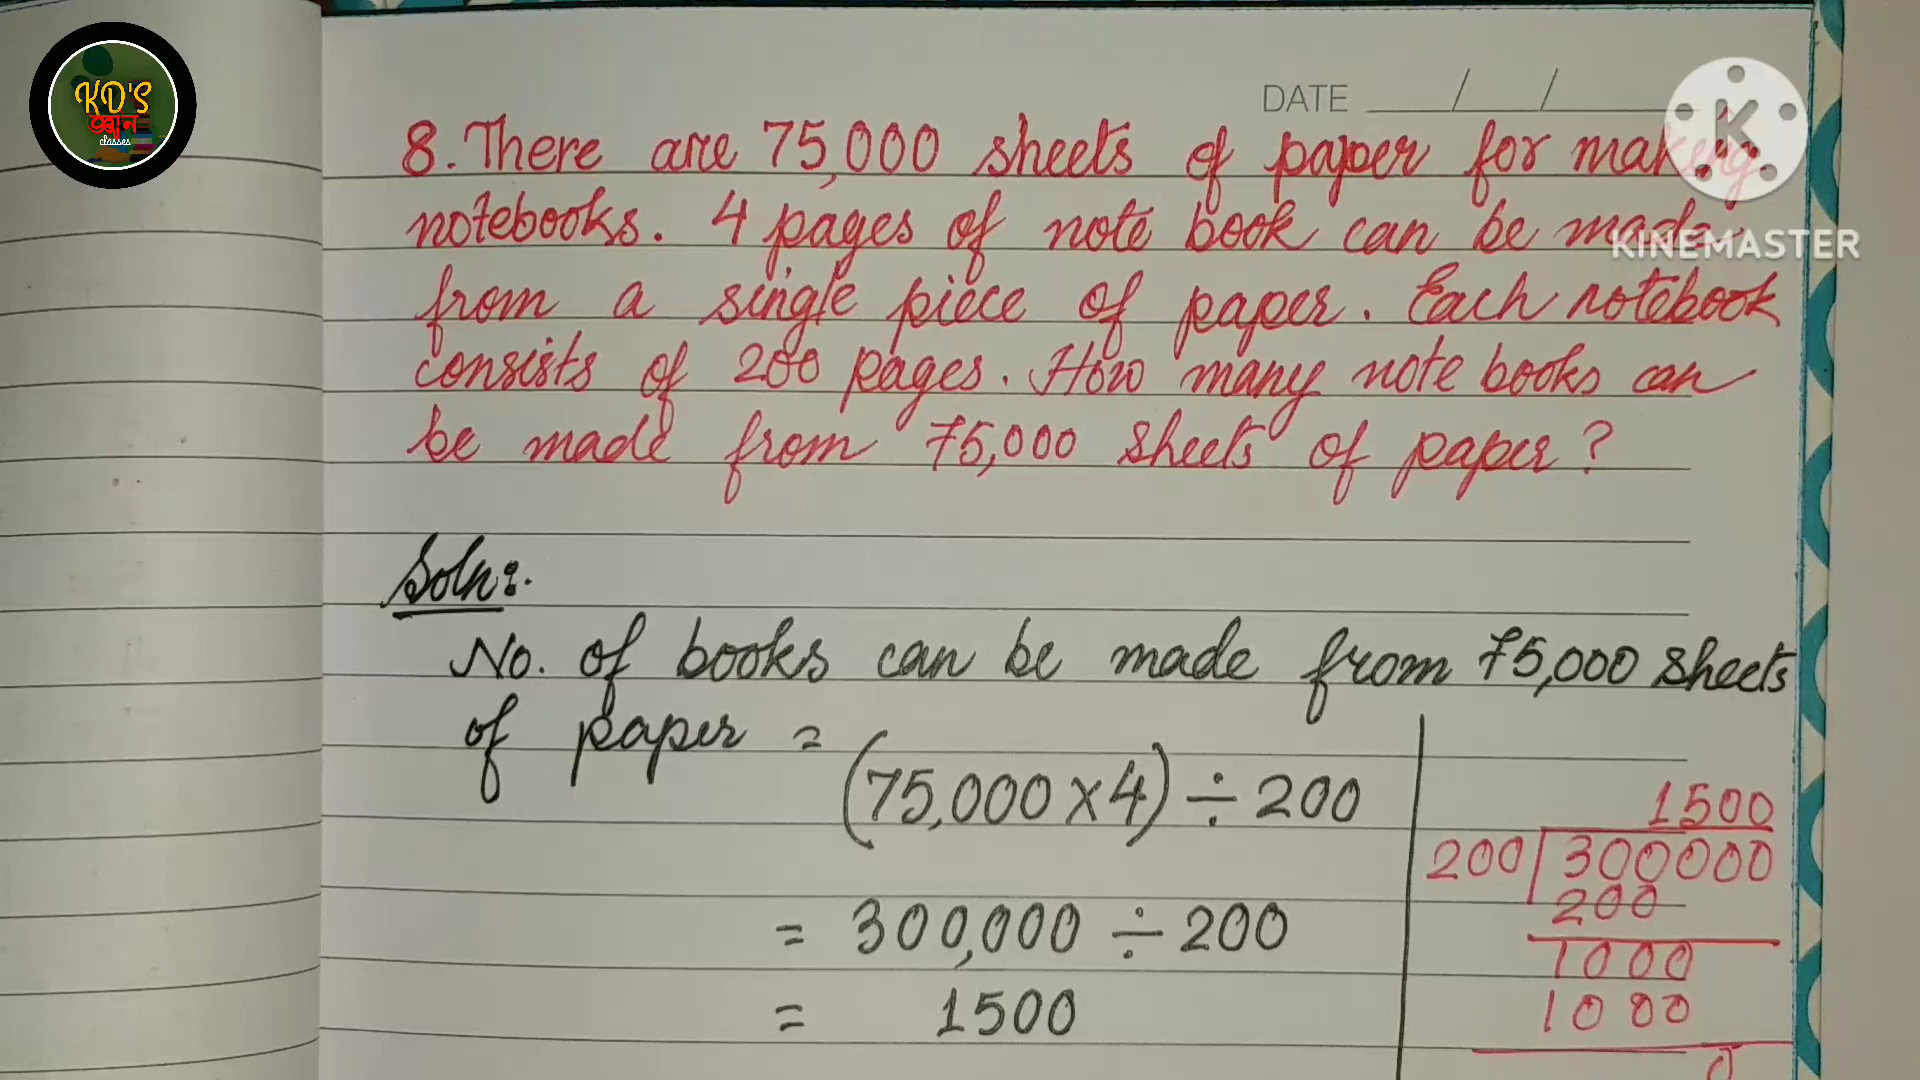 KD'S
জ্ঞান
classes
DATE __/__/__
K
KINEMASTER
8. There are 75,000 sheets of paper for making
notebooks. 4 pages of note book can be made
from a single piece of paper. Each notebook
consists of 200 pages. How many note books can
be made from 75,000 sheets of paper?
Soln:.
No. of books can be made from 75,000 sheets
of paper =
(75,000 × 4) ÷ 200
= 300,000 ÷ 200
= 1500
1500
200 300000
200
1000
1000
0